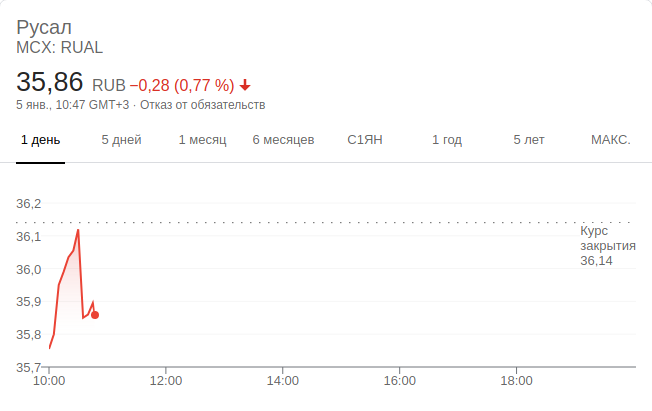 Русал
MCX: RUAL
35,86 RUB −0,28 (0,77 %)
5 янв., 10:47 GMT+3 · Отказ от обязательств
1 день 5 дней 1 месяц 6 месяцев С1ЯН 1 год 5 лет МАКС.
36,2
36,1
36,0
35,9
35,8
35,7
Курс
закрытия
36,14
10:00 12:00 14:00 16:00 18:00